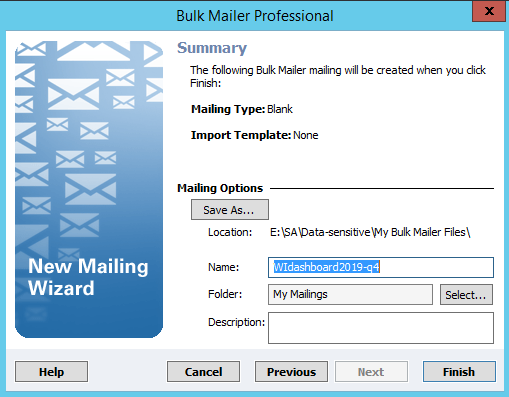 Bulk Mailer Professional
x
Summary
The following Bulk Mailer mailing will be created when you click
Finish:
Mailing Type: Blank
Import Template: None
Mailing Options
Save As...
Location: E:\SA\Data-sensitive\My Bulk Mailer Files\
New Mailing
Wizard
Name: WIdashboard2019-q4
Folder: My Mailings Select...
Description:
Help Cancel Previous Next Finish